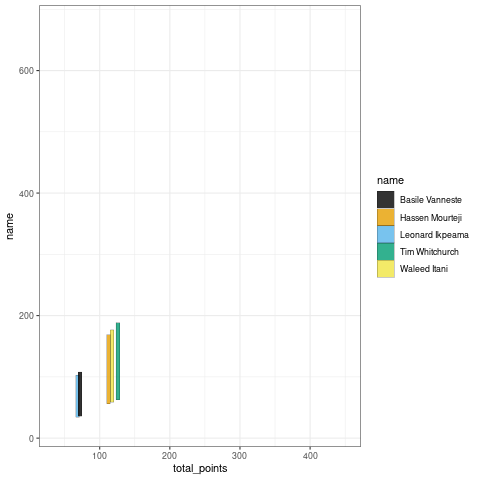 600
400
200
0
100
200
300
400
total_points
name
name
Basile Vanneste
Hassen Mourteji
Leonard Ikpeama
Tim Whitchurch
Waleed Itani